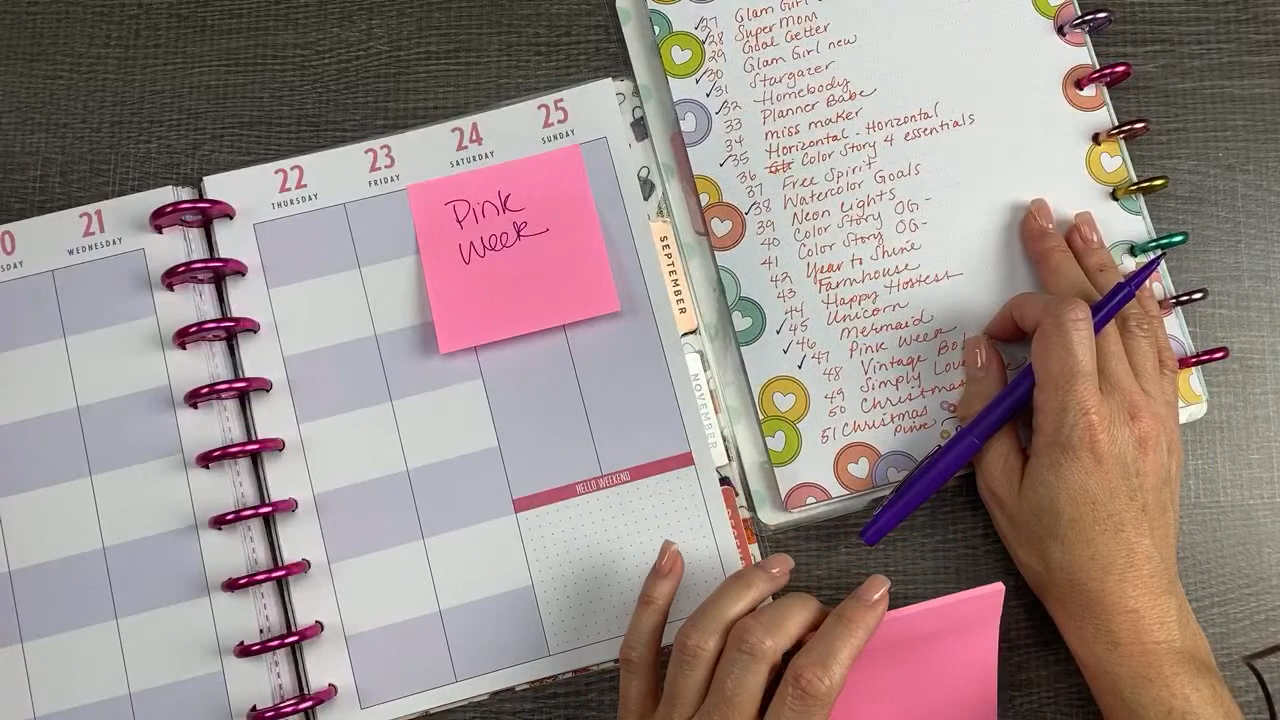 21
WEDNESDAY
22
THURSDAY
23
FRIDAY
24
SATURDAY
25
SUNDAY
Pink
Week
HELLO WEEKEND
SEPTEMBER
NOVEMBER
27 Glam Girl
28 Super Mom
29 Goal Getter
30 Glam Girl new
31 Stargazer
32 Homebody
33 Planner Babe
34 miss maker
35 Horizontal - Horizontal
36 Color Story 4 essentials
37 Free Spirit
38 Watercolor Goals
39 Neon Lights
40 Color Story OG-
41 Color Story OG-
42 Year to Shine
43 Farmhouse
44 Happy Hostess
45 Unicorn
46 Mermaid
47 Pink Week
48 Vintage
49 Simply
50 Christmas
51 Christmas
Pink